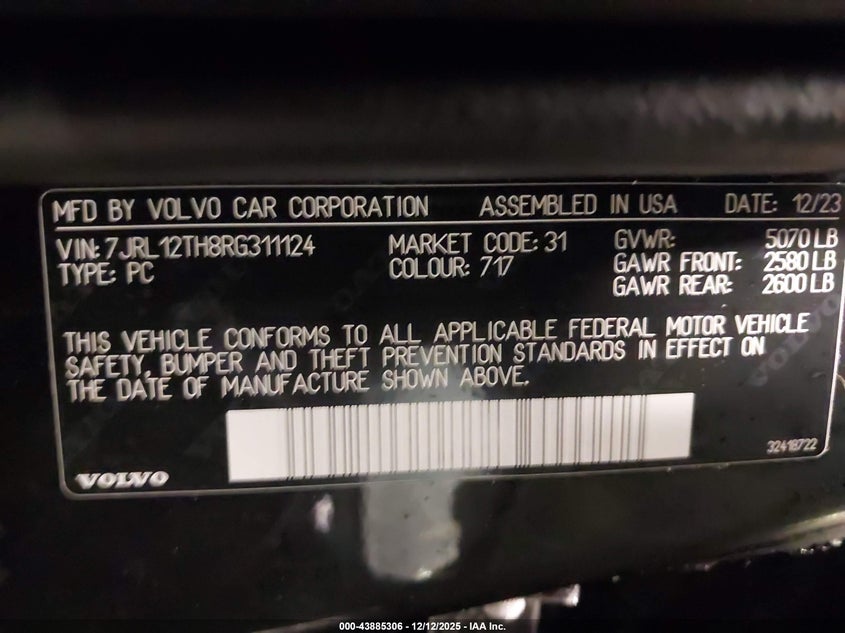 MFD BY VOLVO CAR CORPORATION ASSEMBLED IN USA DATE: 12/23
VIN: 7JRL12TH8RG311124 MARKET CODE: 31 GVWR: 5070 LB
TYPE: PC COLOUR: 717 GAWR FRONT: 2580 LB
GAWR REAR: 2600 LB
THIS VEHICLE CONFORMS TO ALL APPLICABLE FEDERAL MOTOR VEHICLE
SAFETY, BUMPER AND THEFT PREVENTION STANDARDS IN EFFECT ON
THE DATE OF MANUFACTURE SHOWN ABOVE.
32418722
VOLVO
000-43885306 - 12/12/2025 - IAA Inc.